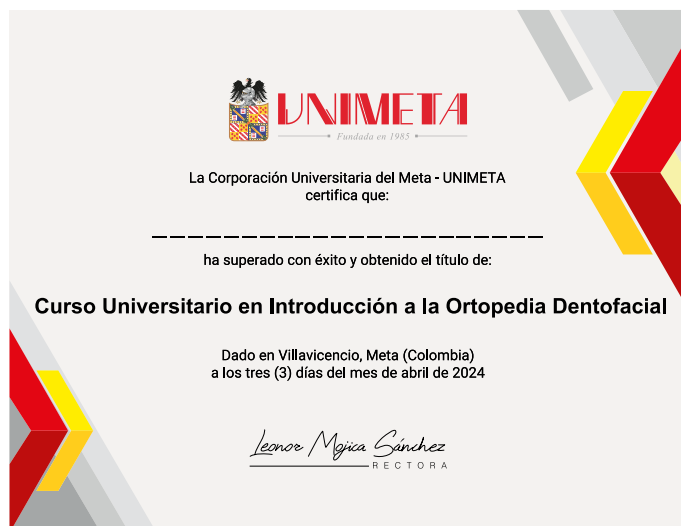 UNIMETA
Fundada en 1985
La Corporación Universitaria del Meta - UNIMETA
certifica que:
ha superado con éxito y obtenido el título de:
Curso Universitario en Introducción a la Ortopedia Dentofacial
Dado en Villavicencio, Meta (Colombia)
a los tres (3) días del mes de abril de 2024
Leonor Mojica Sánchez
RECTORA